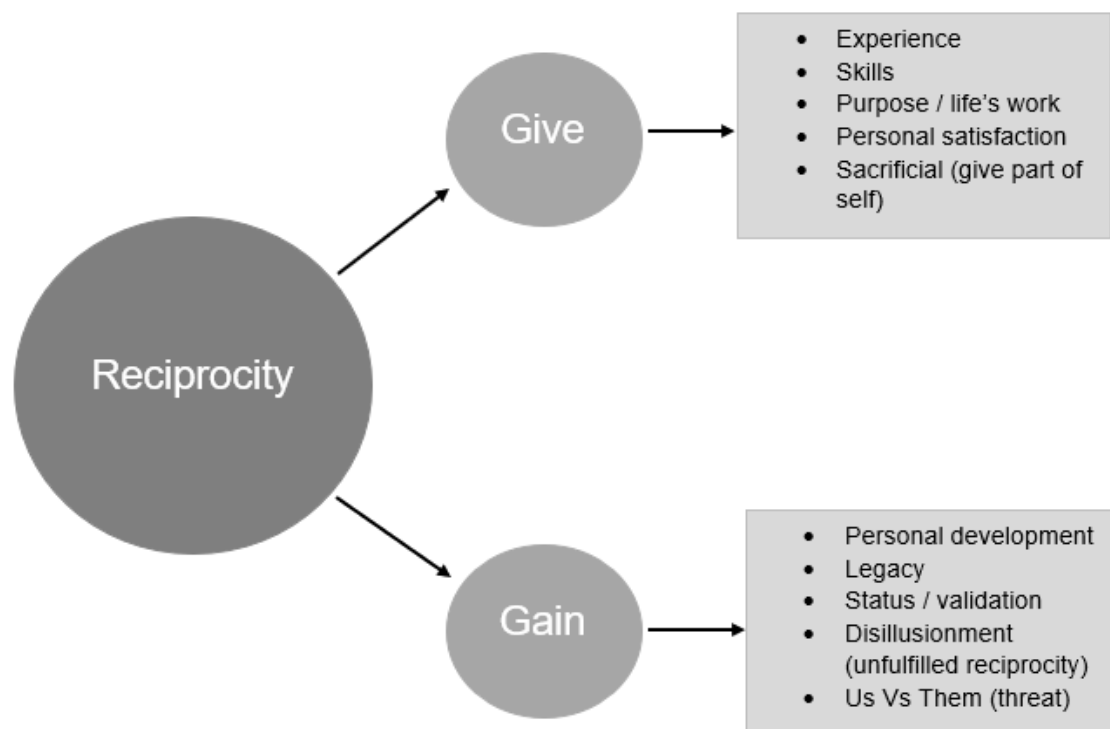 Reciprocity
Give
• Experience
• Skills
• Purpose / life’s work
• Personal satisfaction
• Sacrificial (give part of
self)
Gain
• Personal development
• Legacy
• Status / validation
• Disillusionment
(unfulfilled reciprocity)
• Us Vs Them (threat)